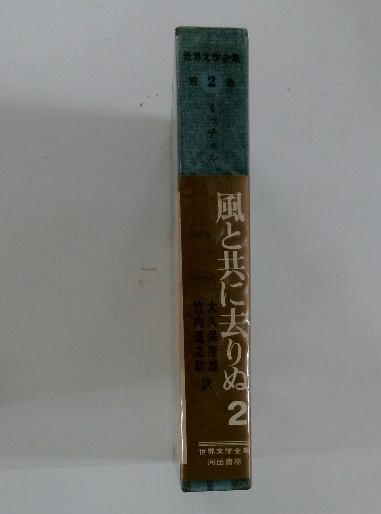 世界文学全集
2
ミッチェル
風と共に去りぬ
2
大久保康雄
竹内道之助
訳
世界文学全集
河出書房